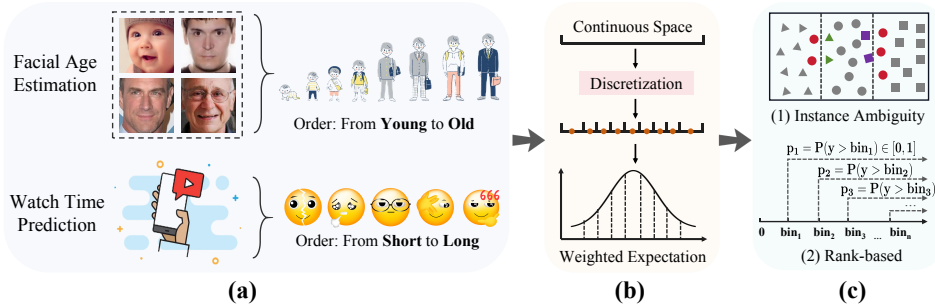 Facial Age
Estimation
Order: From Young to Old
Watch Time
Prediction
666
Order: From Short to Long
(a)
Continuous Space
Discretization
Weighted Expectation
(b)
(1) Instance Ambiguity
p₁ = P(y > bin₁) ∈ [0, 1]
p₂ = P(y > bin₂)
p₃ = P(y > bin₃)
...
0 bin₁ bin₂ bin₃ ... binₙ
(2) Rank-based
(c)